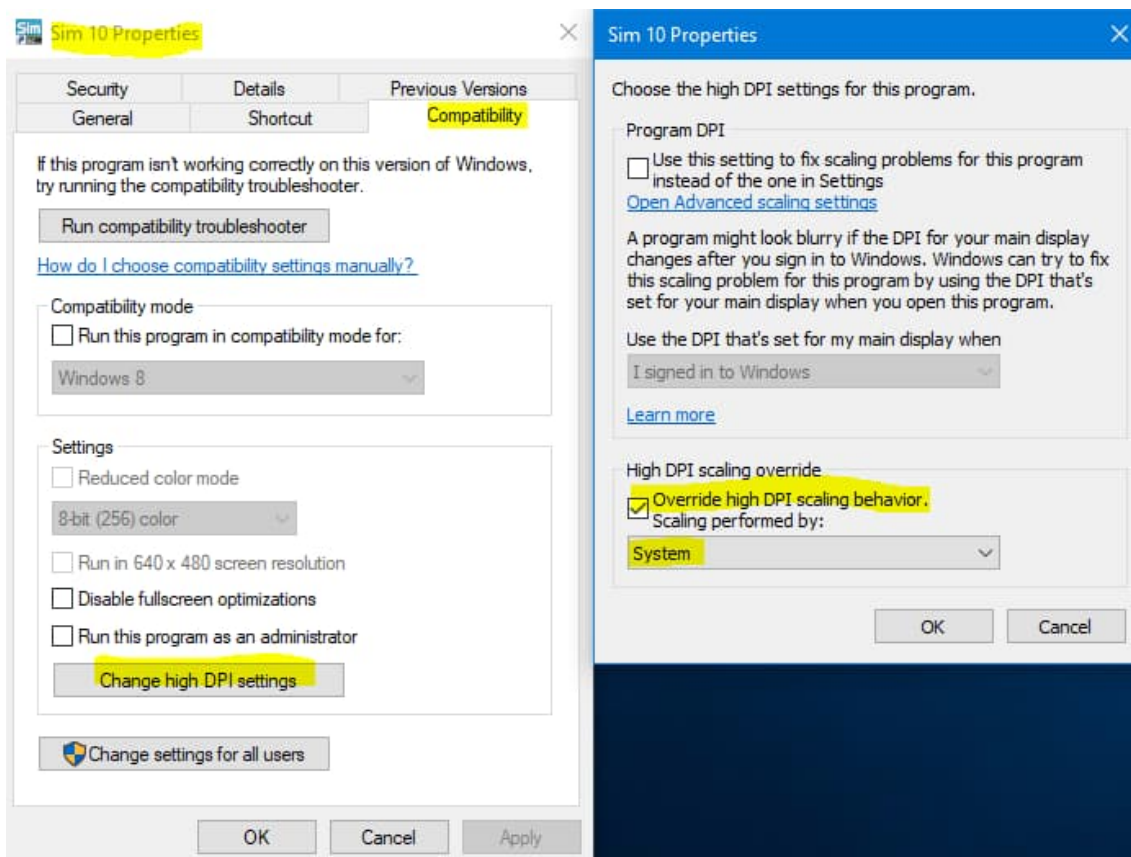 Sim
Sim 10 Properties
Security
Details
Previous Versions
General
Shortcut
Compatibility
If this program isn't working correctly on this version of Windows,
try running the compatibility troubleshooter.
Run compatibility troubleshooter
How do I choose compatibility settings manually?
Compatibility mode
Run this program in compatibility mode for:
Windows 8
Settings
Reduced color mode
8-bit (256) color
Run in 640 x 480 screen resolution
Disable fullscreen optimizations
Run this program as an administrator
Change high DPI settings
Change settings for all users
OK
Cancel
Apply
Sim 10 Properties
Choose the high DPI settings for this program.
Program DPI
Use this setting to fix scaling problems for this program
instead of the one in Settings
Open Advanced scaling settings
A program might look blurry if the DPI for your main display
changes after you sign in to Windows. Windows can try to fix
this scaling problem for this program by using the DPI that's
set for your main display when you open this program.
Use the DPI that's set for my main display when
I signed in to Windows
Learn more
High DPI scaling override
Override high DPI scaling behavior.
Scaling performed by:
System
OK
Cancel